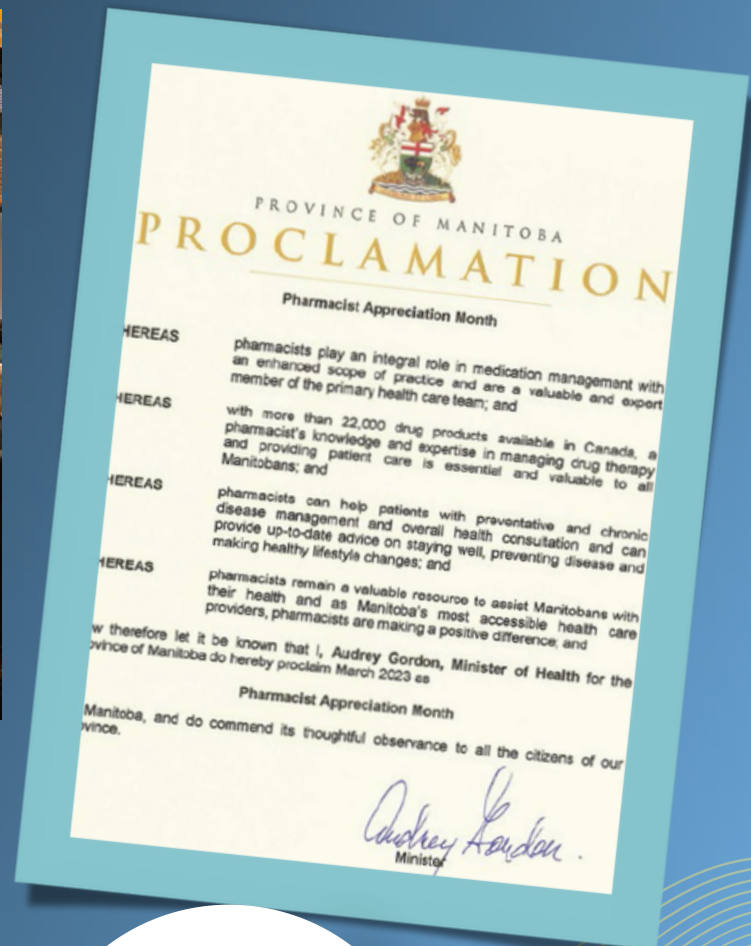 PROVINCE OF MANITOBA
PROCLAMATION
Pharmacist Appreciation Month
HEREAS
pharmacists play an integral role in medication management with
an enhanced scope of practice and are a valuable and expert
member of the primary health care team; and
HEREAS
with more than 22,000 drug products available in Canada, a
pharmacist's knowledge and expertise in managing drug therapy
and providing patient care is essential and valuable to all
Manitobans; and
HEREAS
pharmacists can help patients with preventative and chronic
disease management and overall health consultation and can
provide up-to-date advice on staying well, preventing disease and
making healthy lifestyle changes; and
HEREAS
pharmacists remain a valuable resource to assist Manitobans with
their health and as Manitoba's most accessible health care
providers, pharmacists are making a positive difference; and
w therefore let it be known that I, Audrey Gordon, Minister of Health for the
ovince of Manitoba do hereby proclaim March 2023 as
Pharmacist Appreciation Month
Manitoba, and do commend its thoughtful observance to all the citizens of our
ovince.
Audrey Gordon.
Minister